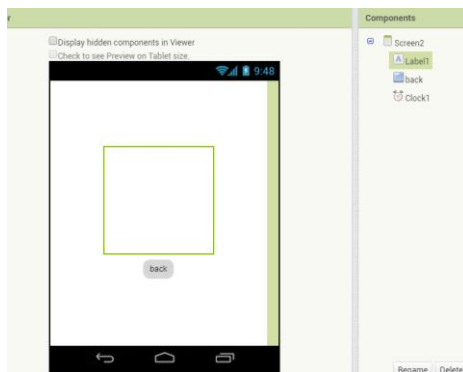 Components
Display hidden components in Viewer
Check to see Preview on Tablet size.
9:48
back
Screen2
Label1
back
Clock1
Rename Delete